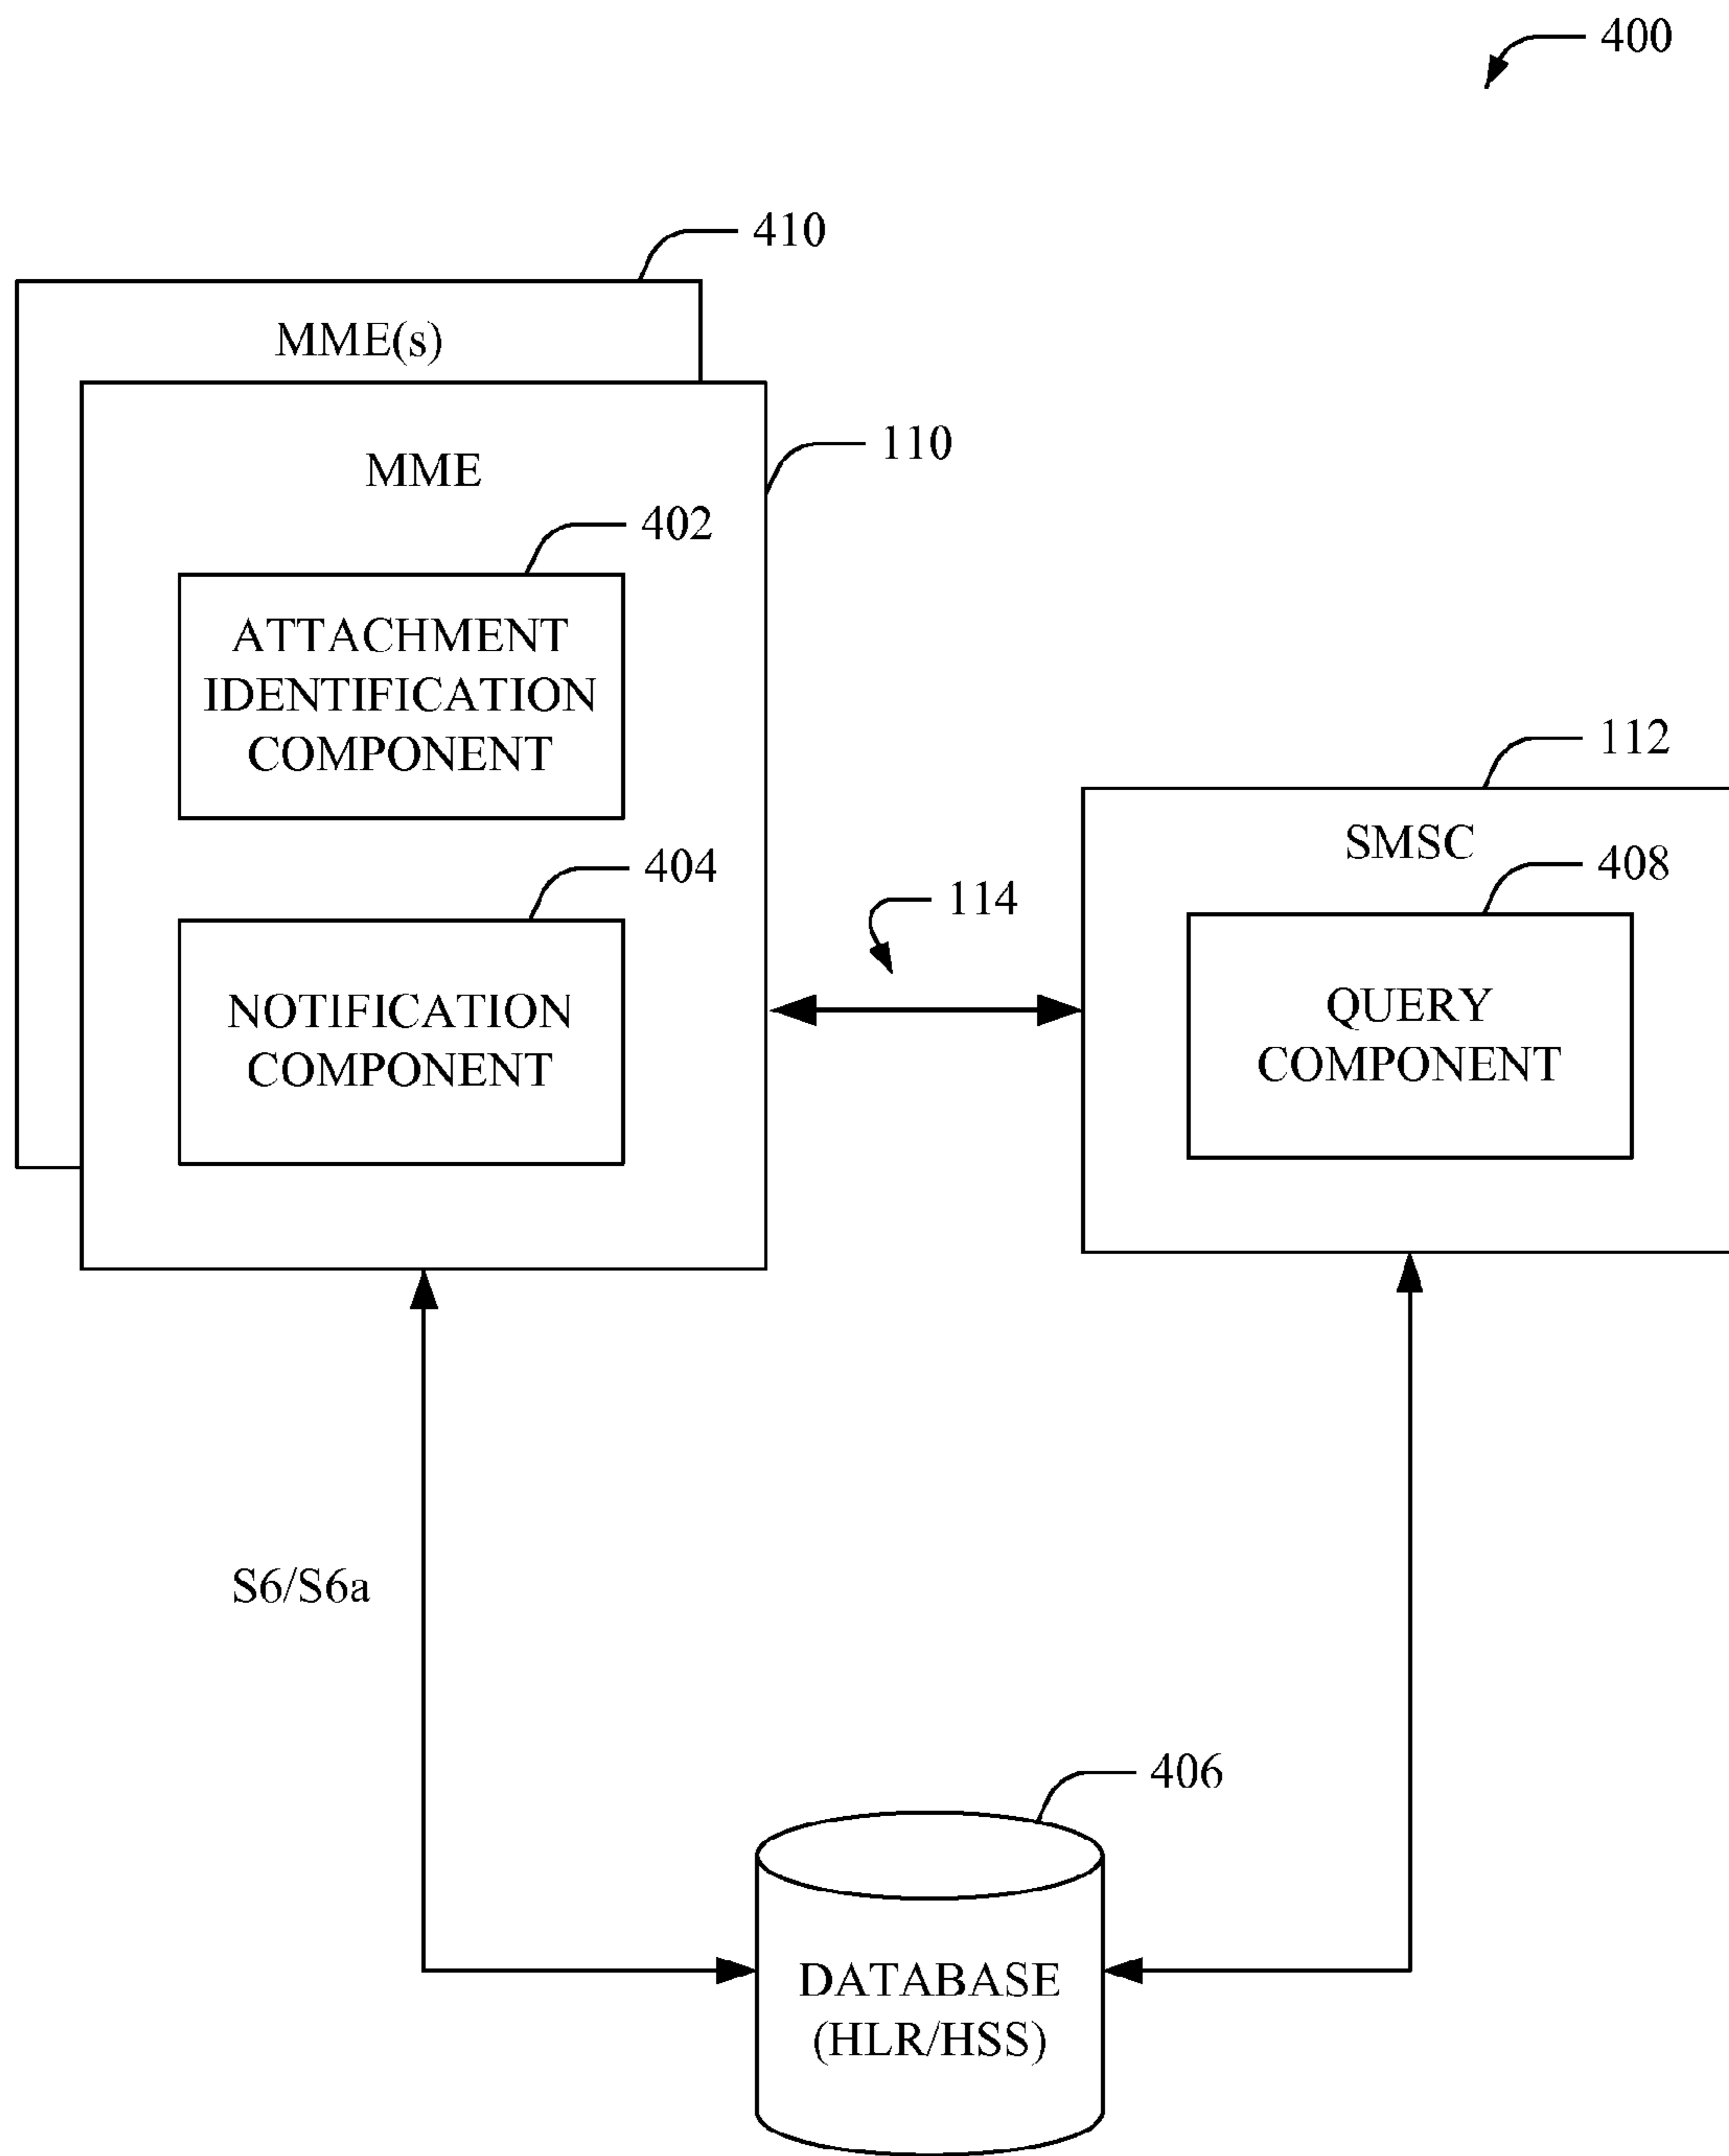 400
410
MME(s)
110
MME
402
ATTACHMENT
IDENTIFICATION
COMPONENT
112
SMSC
404
408
114
NOTIFICATION
COMPONENT
QUERY
COMPONENT
S6/S6a
406
DATABASE
(HLR/HSS)